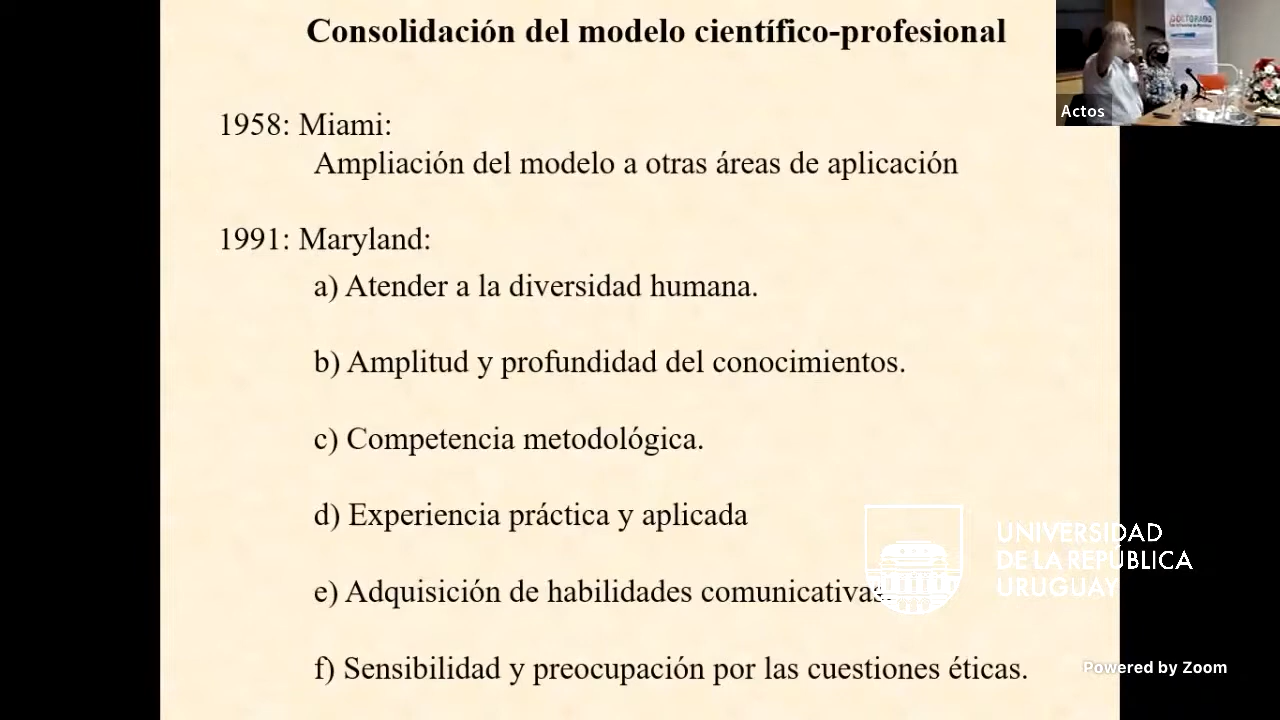 Consolidación del modelo científico-profesional
Actos
1958: Miami:
Ampliación del modelo a otras áreas de aplicación
1991: Maryland:
a) Atender a la diversidad humana.
b) Amplitud y profundidad del conocimientos.
c) Competencia metodológica.
d) Experiencia práctica y aplicada
e) Adquisición de habilidades comunicativas.
f) Sensibilidad y preocupación por las cuestiones éticas.
UNIVERSIDAD
DE LA REPÚBLICA
URUGUAY
Powered by Zoom
DOCTORADO